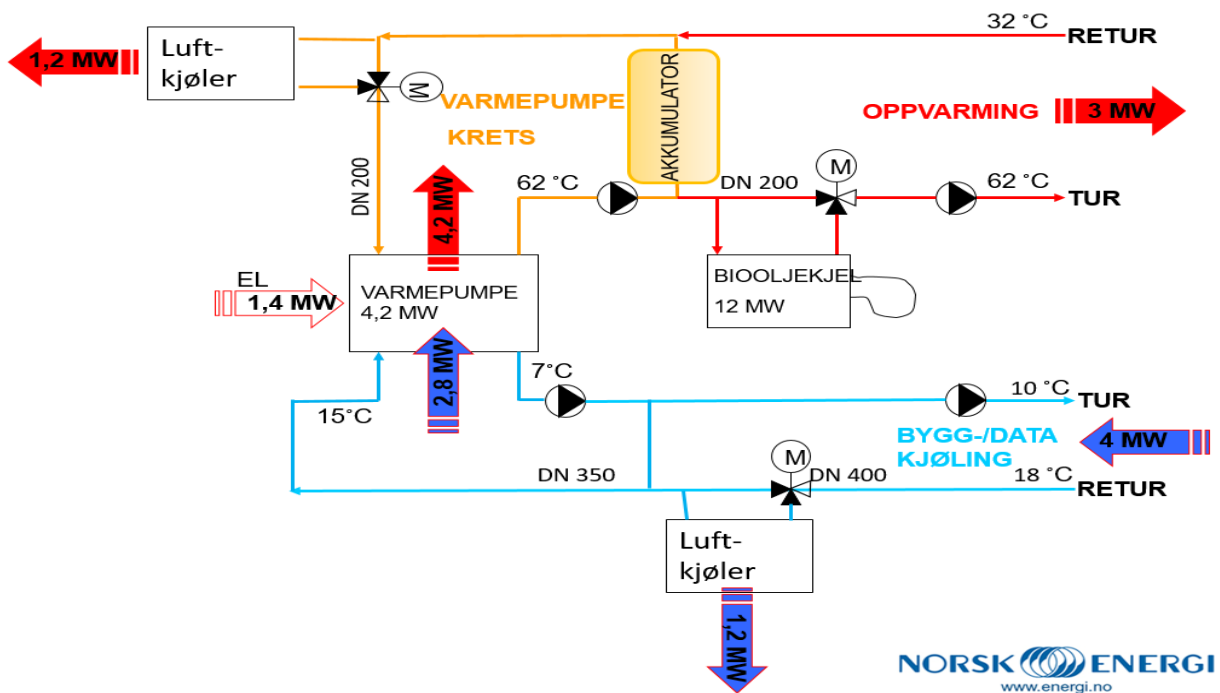 32 °C
RETUR
Luft-
kjøler
1,2 MW
M
VARMEPUMPE
KRETS
AKKUMULATOR
OPPVARMING
3 MW
DN 200
4,2 MW
62 °C
DN 200
M
62 °C
TUR
EL
1,4 MW
VARMEPUMPE
4,2 MW
BIOOLJEKJEL
12 MW
2,8 MW
7°C
15°C
10 °C
TUR
BYGG-/DATA
KJØLING
4 MW
M
DN 350
DN 400
18 °C
RETUR
Luft-
kjøler
1,2 MW
NORSK ENERGI
www.energi.no